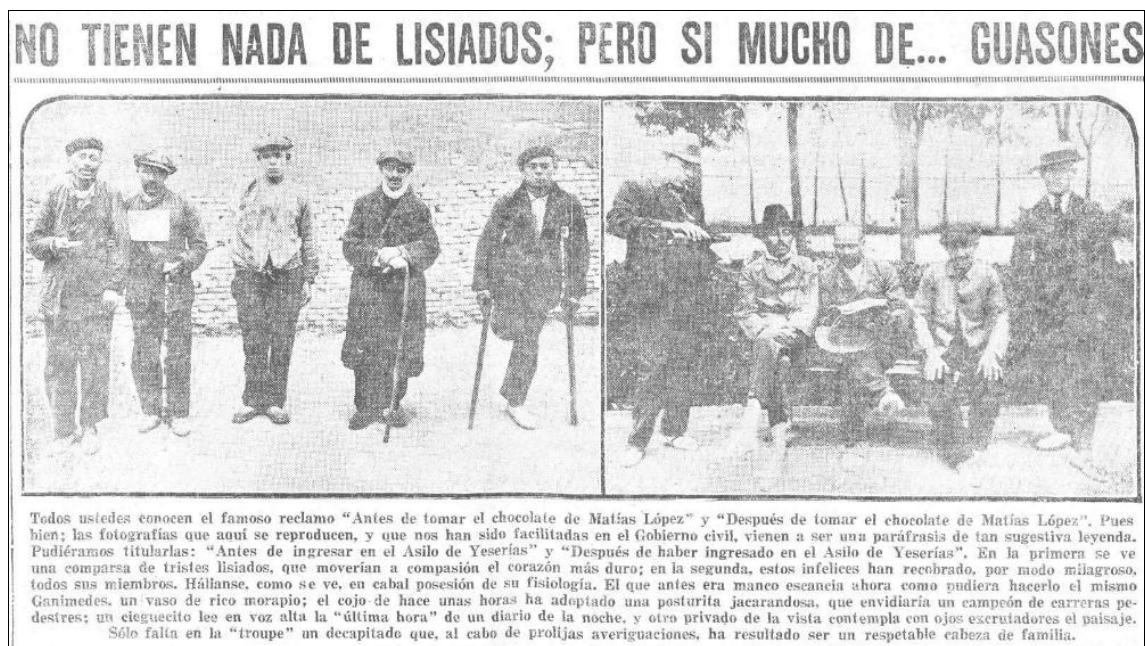 NO TIENEN NADA DE LISIADOS; PERO SI MUCHO DE... GUASONES
Todos ustedes conocen el famoso reclamo "Antes de tomar el chocolate de Matías López" y "Después de tomar el chocolate de Matías López". Pues
bien; las fotografías que aquí se reproducen, y que nos han sido facilitadas en el Gobierno civil, vienen a ser una paráfrasis de tan sugestiva leyenda.
Pudiéramos titularlas: "Antes de ingresar en el Asilo de Yeserías" y "Después de haber ingresado en el Asilo de Yeserías". En la primera se ve
una comparsa de tristes lisiados, que moverían a compasión el corazón más duro; en la segunda, estos infelices han recobrado, por modo milagroso,
todos sus miembros. Hállanse, como se ve, en cabal posesión de su fisiología. El que antes era manco escancia ahora como pudiera hacerlo el mismo
Ganimedes, un vaso de rico morapio; el cojo de hace unas horas ha adoptado una posturita jacarandosa, que envidiaría un campeón de carreras pe-
destres; un cieguecito lee en voz alta la "última hora" de un diario de la noche, y otro privado de la vista contempla con ojos excrutadores el paisaje.
Sólo falta en la "troupe" un decapitado que, al cabo de prolijas averiguaciones, ha resultado ser un respetable cabeza de familia.